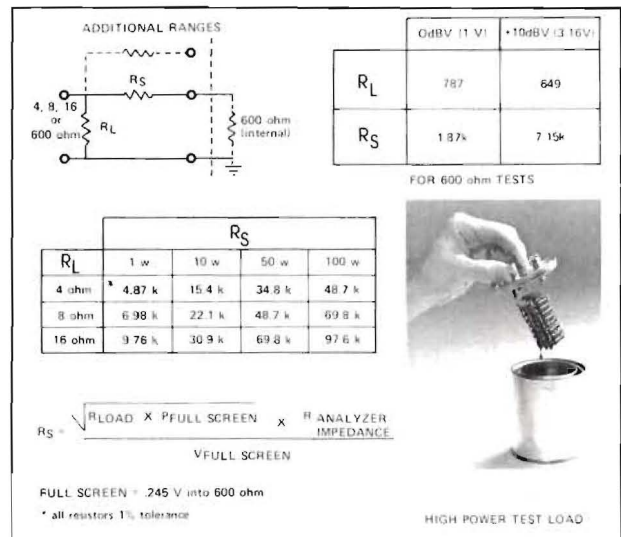 ADDITIONAL RANGES
RS
4, 8, 16
or
600 ohm
RL
600 ohm
(internal)
0dBV (1 V) +10dBV (3.16V)
RL 787 649
RS 1.87k 7.15k
FOR 600 ohm TESTS
RS
RL 1 w 10 w 50 w 100 w
4 ohm * 4.87 k 15.4 k 34.8 k 48.7 k
8 ohm 6.98 k 22.1 k 48.7 k 69.8 k
16 ohm 9.76 k 30.9 k 69.8 k 97.6 k
RS = √RLOAD X PFULL SCREEN X R ANALYZER
IMPEDANCE
VFULL SCREEN
FULL SCREEN = .245 V into 600 ohm
* all resistors 1% tolerance
HIGH POWER TEST LOAD